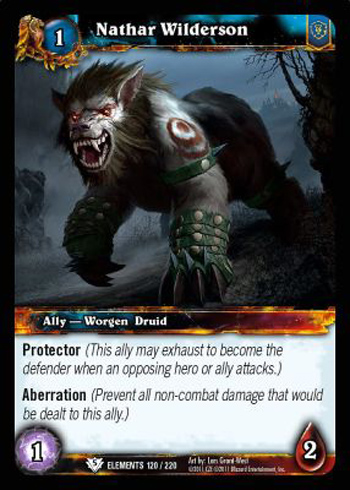 1 Nathar Wilderson
Ally — Worgen Druid
Protector (This ally may exhaust to become the
defender when an opposing hero or ally attacks.)
Aberration (Prevent all non-combat damage that would
be dealt to this ally.)
1
ELEMENTS 120 / 220
Art by: Lars Grant-West
2